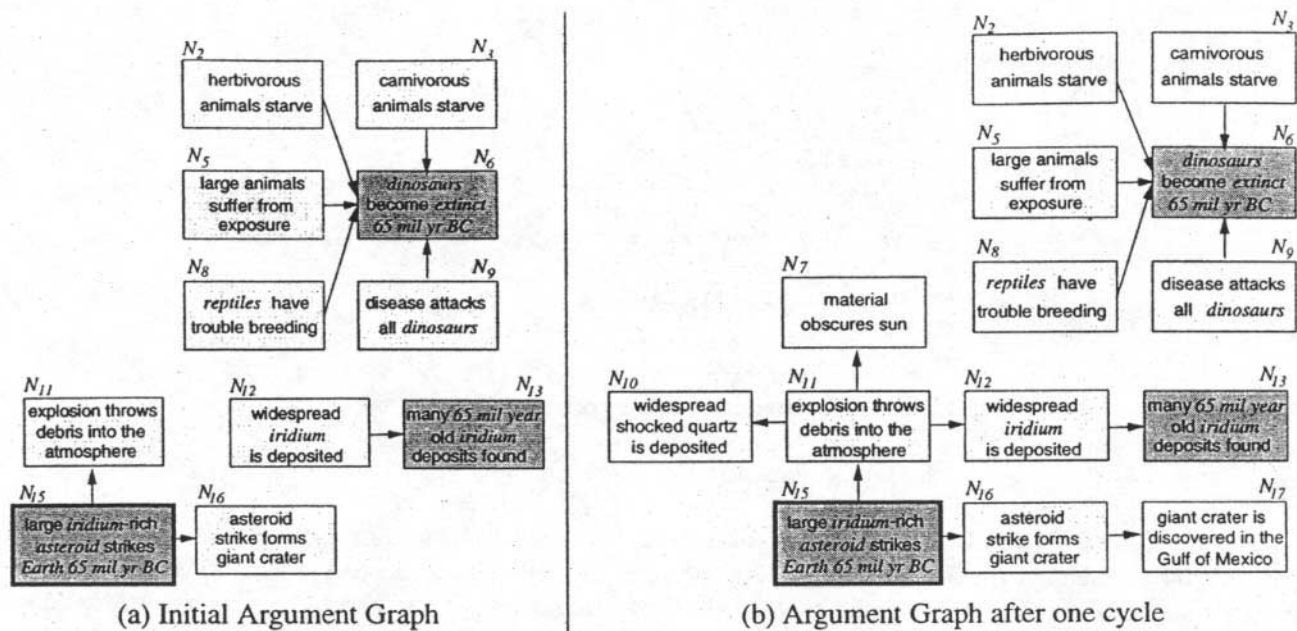 N2
herbivorous
animals starve
N3
carnivorous
animals starve
N5
large animals
suffer from
exposure
N6
dinosaurs
become extinct
65 mil yr BC
N8
reptiles have
trouble breeding
N9
disease attacks
all dinosaurs
N11
explosion throws
debris into the
atmosphere
N12
widespread
iridium
is deposited
N13
many 65 mil year
old iridium
deposits found
N15
large iridium-rich
asteroid strikes
Earth 65 mil yr BC
N16
asteroid
strike forms
giant crater
(a) Initial Argument Graph
N2
herbivorous
animals starve
N3
carnivorous
animals starve
N5
large animals
suffer from
exposure
N6
dinosaurs
become extinct
65 mil yr BC
N7
material
obscures sun
N8
reptiles have
trouble breeding
N9
disease attacks
all dinosaurs
N10
widespread
shocked quartz
is deposited
N11
explosion throws
debris into the
atmosphere
N12
widespread
iridium
is deposited
N13
many 65 mil year
old iridium
deposits found
N15
large iridium-rich
asteroid strikes
Earth 65 mil yr BC
N16
asteroid
strike forms
giant crater
N17
giant crater is
discovered in the
Gulf of Mexico
(b) Argument Graph after one cycle